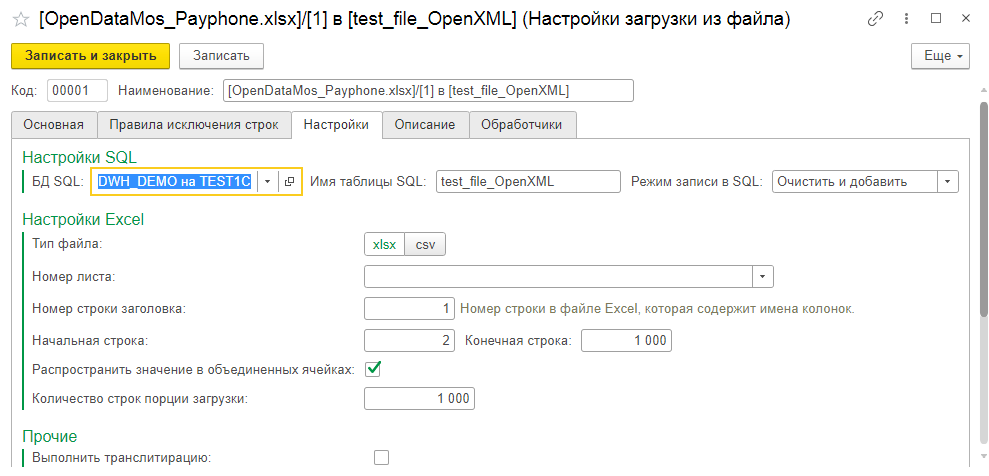 [OpenDataMos_Payphone.xlsx]/[1] в [test_file_OpenXML] (Настройки загрузки из файла)
Записать и закрыть Записать Еще
Код: 00001 Наименование: [OpenDataMos_Payphone.xlsx]/[1] в [test_file_OpenXML]
Основная Правила исключения строк Настройки Описание Обработчики
Настройки SQL
БД SQL: DWH_DEMO на TEST1C Имя таблицы SQL: test_file_OpenXML Режим записи в SQL: Очистить и добавить
Настройки Excel
Тип файла: xlsx csv
Номер листа:
Номер строки заголовка: 1 Номер строки в файле Excel, которая содержит имена колонок.
Начальная строка: 2 Конечная строка: 1 000
Распространить значение в объединенных ячейках:
Количество строк порции загрузки: 1 000
Прочие
Выполнить транслитирацию: